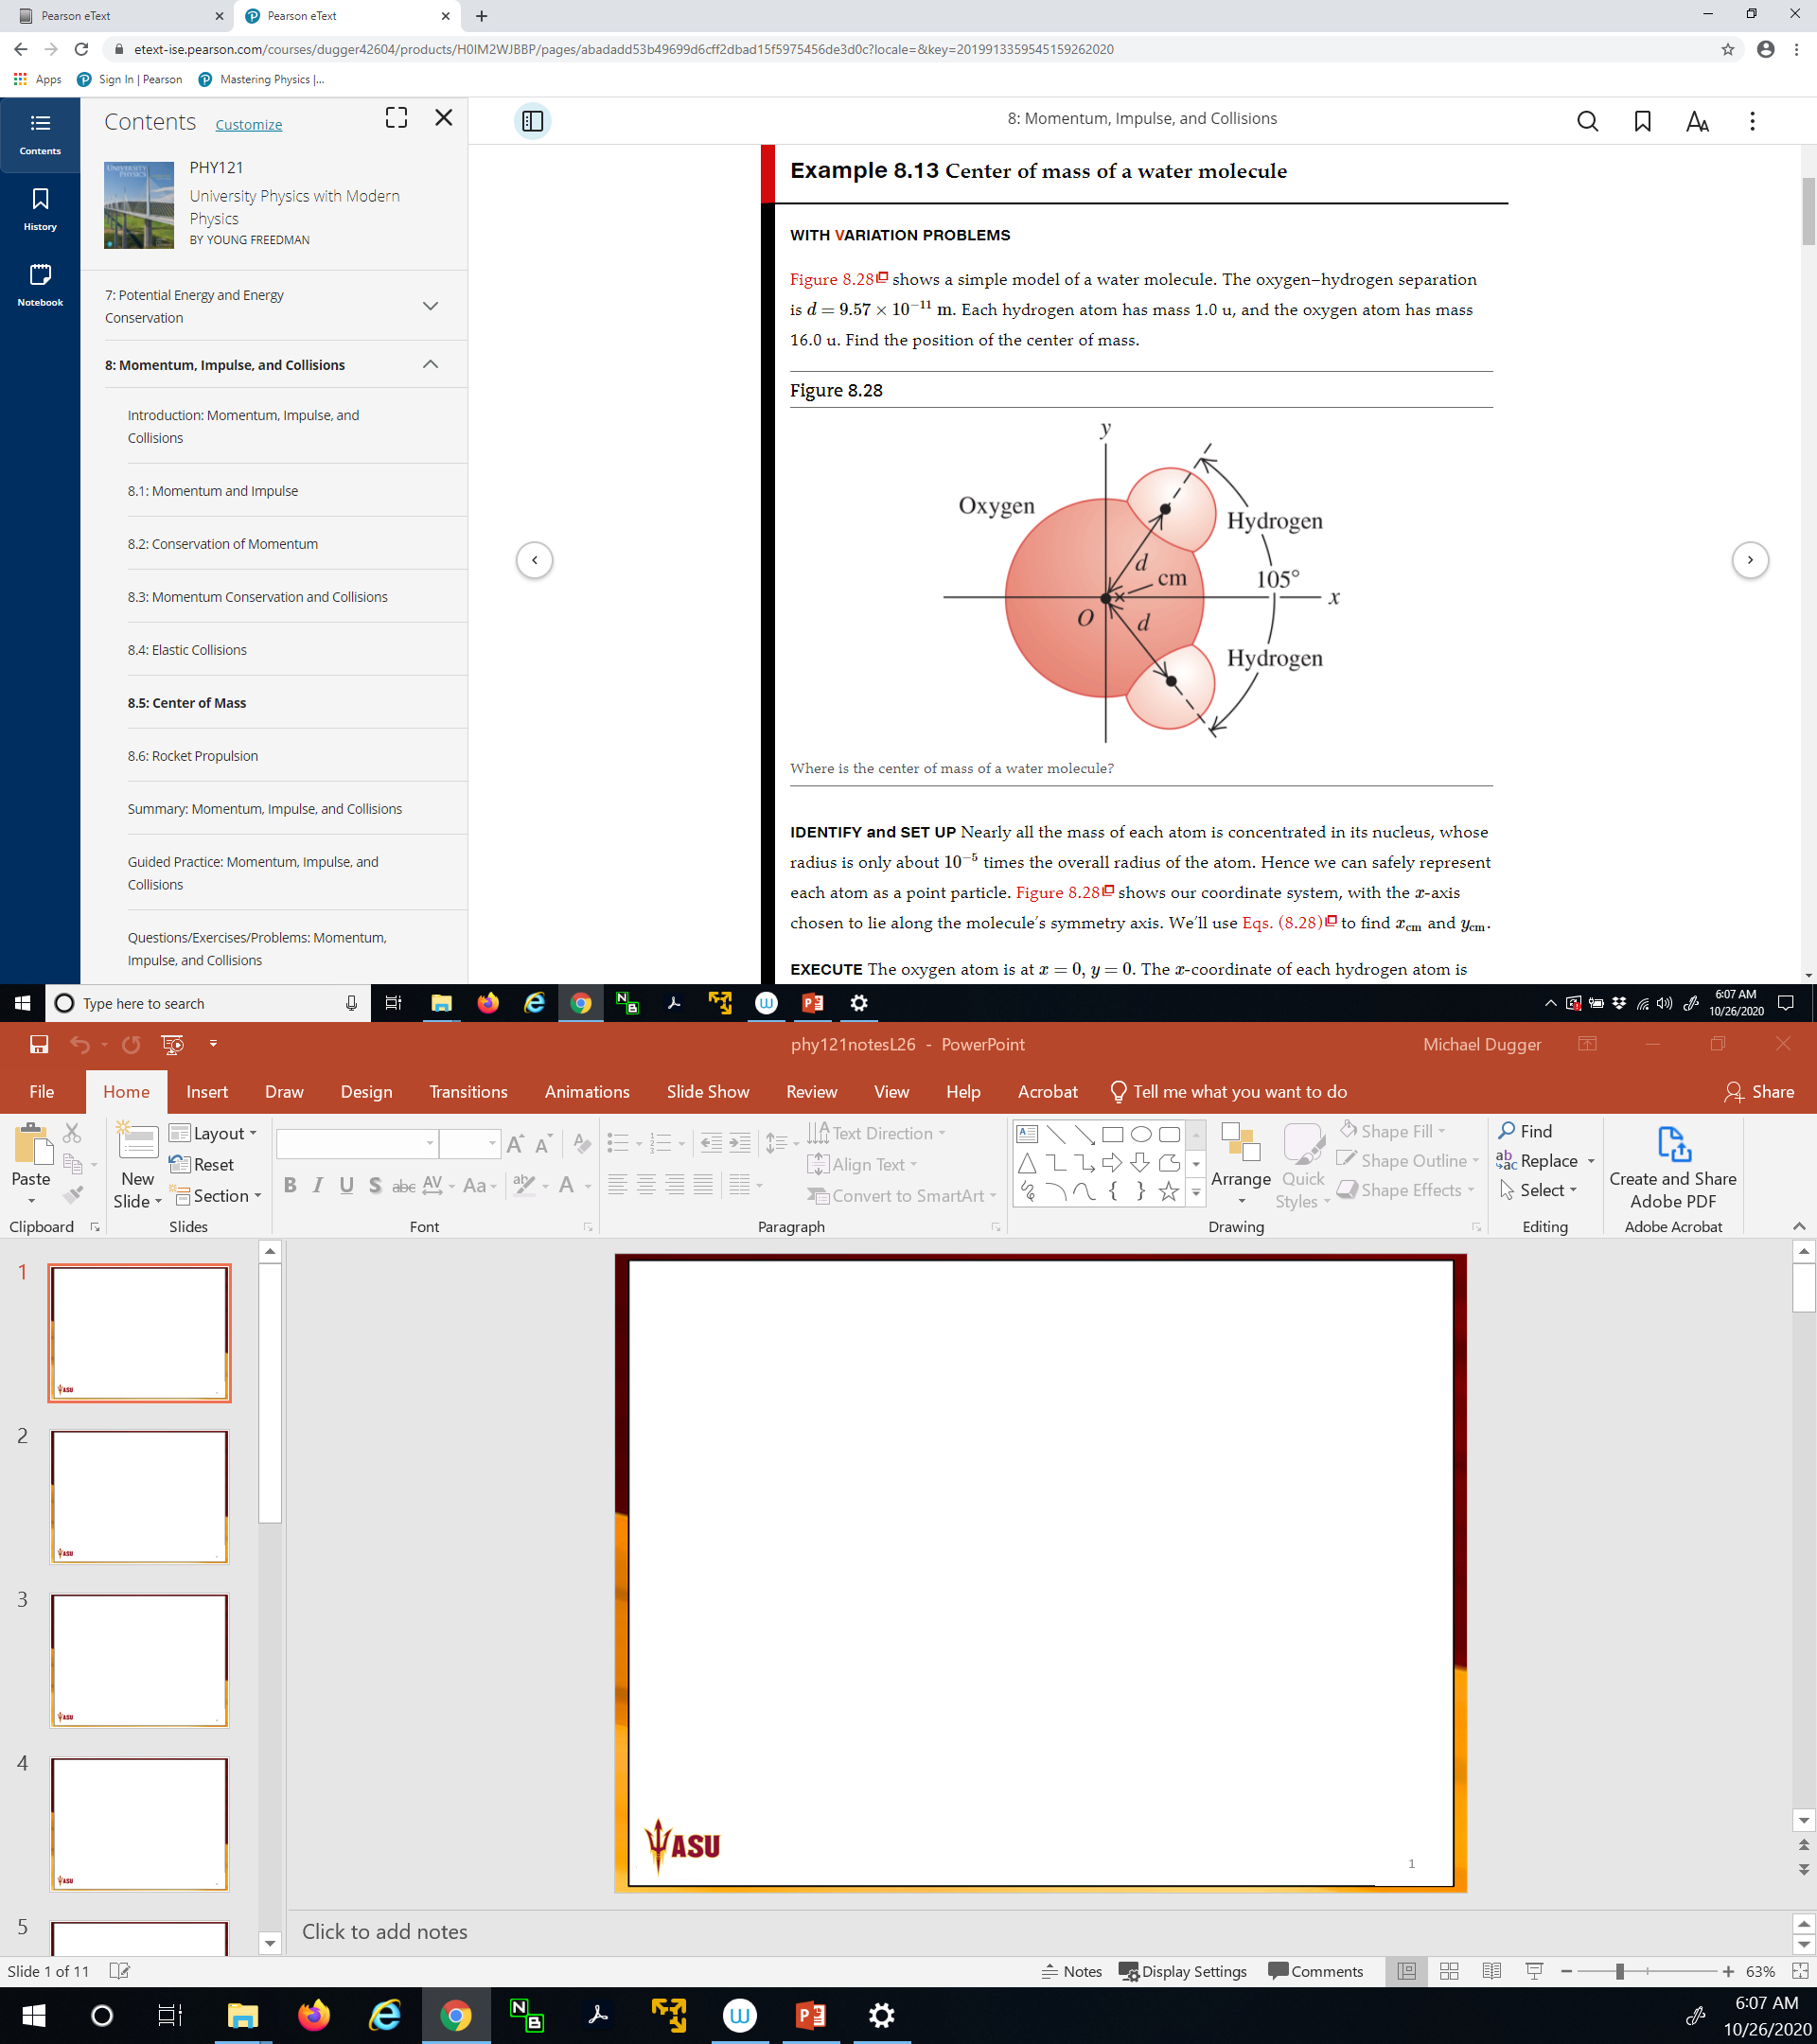 Pearson eText
Pearson eText
etext-ise.pearson.com/courses/dugger42604/products/H0IM2WJBBP/pages/abadadd53b49699d6cff2dbad15f5975456de3d0c?locale=&key=2019913359545159262020
Apps Sign In | Pearson Mastering Physics |...
Contents
History
Notebook
Contents Customize
PHY121
University Physics with Modern
Physics
BY YOUNG FREEDMAN
7: Potential Energy and Energy
Conservation
8: Momentum, Impulse, and Collisions
Introduction: Momentum, Impulse, and
Collisions
8.1: Momentum and Impulse
8.2: Conservation of Momentum
8.3: Momentum Conservation and Collisions
8.4: Elastic Collisions
8.5: Center of Mass
8.6: Rocket Propulsion
Summary: Momentum, Impulse, and Collisions
Guided Practice: Momentum, Impulse, and
Collisions
Questions/Exercises/Problems: Momentum,
Impulse, and Collisions
8: Momentum, Impulse, and Collisions
Example 8.13 Center of mass of a water molecule
WITH VARIATION PROBLEMS
Figure 8.28 shows a simple model of a water molecule. The oxygen–hydrogen separation
is d = 9.57 × 10⁻¹¹ m. Each hydrogen atom has mass 1.0 u, and the oxygen atom has mass
16.0 u. Find the position of the center of mass.
Figure 8.28
y
Oxygen
Hydrogen
d
cm
105°
O
x
d
Hydrogen
Where is the center of mass of a water molecule?
IDENTIFY and SET UP Nearly all the mass of each atom is concentrated in its nucleus, whose
radius is only about 10⁻⁵ times the overall radius of the atom. Hence we can safely represent
each atom as a point particle. Figure 8.28 shows our coordinate system, with the x-axis
chosen to lie along the molecule's symmetry axis. We'll use Eqs. (8.28) to find x_cm and y_cm.
EXECUTE The oxygen atom is at x = 0, y = 0. The x-coordinate of each hydrogen atom is
Type here to search
6:07 AM
10/26/2020
phy121notesL26 - PowerPoint
Michael Dugger
File Home Insert Draw Design Transitions Animations Slide Show Review View Help Acrobat Tell me what you want to do Share
Paste
Clipboard
New
Slide
Layout
Reset
Section
Slides
B I U S abc AV Aa A
Font
Text Direction
Align Text
Convert to SmartArt
Paragraph
Arrange
Quick
Styles
Shape Fill
Shape Outline
Shape Effects
Drawing
Find
Replace
Select
Editing
Create and Share
Adobe PDF
Adobe Acrobat
1
ASU
2
ASU
3
ASU
4
ASU
5
ASU
1
Click to add notes
Slide 1 of 11
Notes Display Settings Comments 63%
6:07 AM
10/26/2020